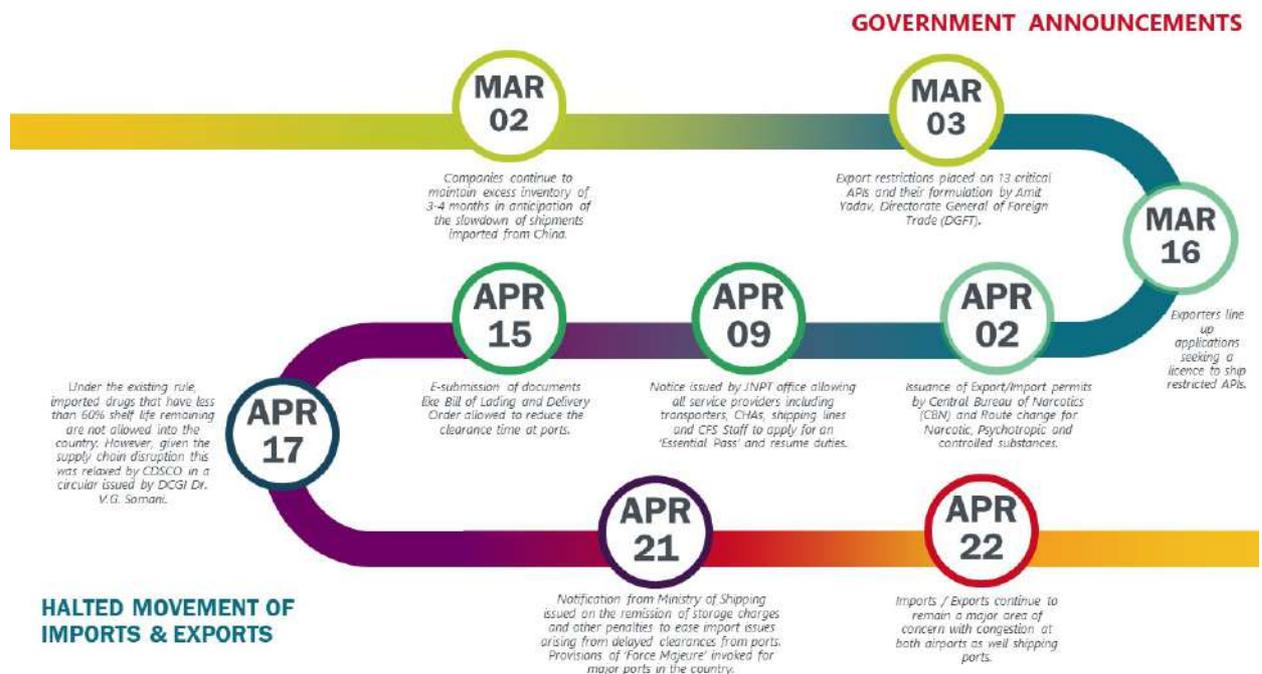 GOVERNMENT ANNOUNCEMENTS
MAR
02
Companies continue to
maintain excess inventory of
3-4 months in anticipation of
the slowdown of shipments
imported from China.
MAR
03
Export restrictions placed on 13 critical
APIs and their formulation by Amit
Yadav, Directorate General of Foreign
Trade (DGFT).
MAR
16
Exporters line
up
applications
seeking a
licence to ship
restricted APIs.
APR
02
Issuance of Export/Import permits
by Central Bureau of Narcotics
(CBN) and Route change for
Narcotic, Psychotropic and
controlled substances.
APR
09
Notice issued by JNPT office allowing
all service providers including
transporters, CHAs, shipping lines
and CFS Staff to apply for an
'Essential Pass' and resume duties.
APR
15
E-submission of documents
like Bill of Lading and Delivery
Order allowed to reduce the
clearance time at ports.
APR
17
Under the existing rule,
imported drugs that have less
than 60% shelf life remaining
are not allowed into the
country. However, given the
supply chain disruption this
was relaxed by CDSCO in a
circular issued by DCGI Dr.
V.G. Somani.
APR
21
Notification from Ministry of Shipping
issued on the remission of storage charges
and other penalties to ease import issues
arising from delayed clearances from ports.
Provisions of 'Force Majeure' invoked for
major ports in the country.
APR
22
Imports / Exports continue to
remain a major area of
concern with congestion at
both airports as well shipping
ports.
HALTED MOVEMENT OF
IMPORTS & EXPORTS